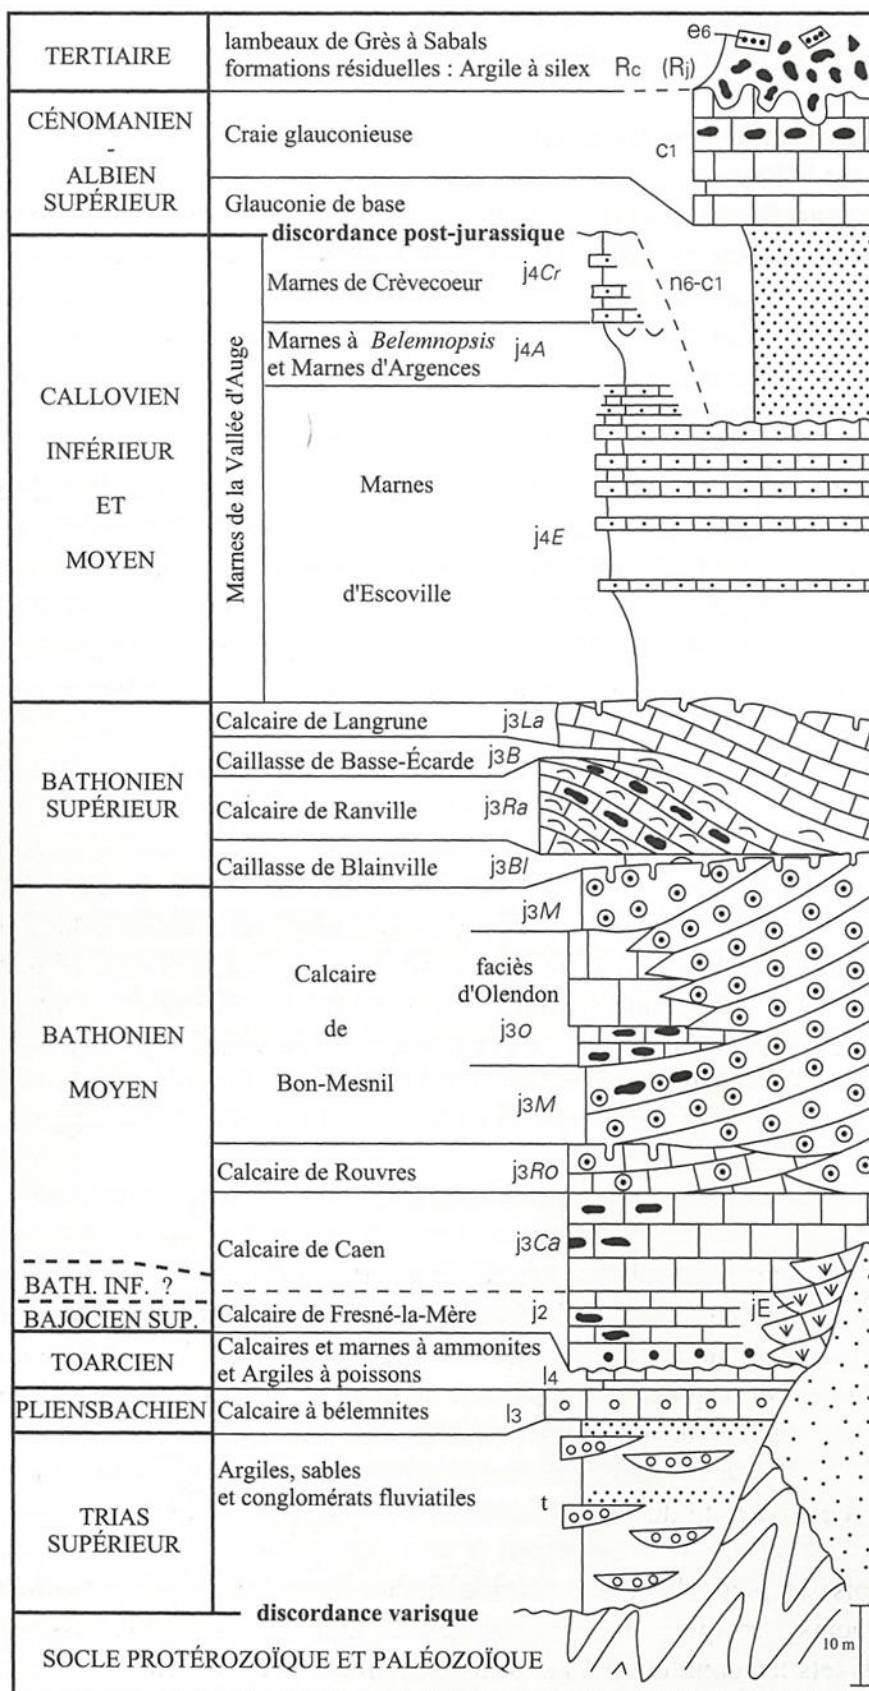 TERTIAIRE
lambeaux de Grès à Sabals
formations résiduelles : Argile à silex Rc (Rj)
e6
CÉNOMANIEN
-
ALBIEN
SUPÉRIEUR
Craie glauconieuse
c1
Glauconie de base
discordance post-jurassique
CALLOVIEN
INFÉRIEUR
ET
MOYEN
Marnes de la Vallée d'Auge
Marnes de Crèvecoeur j4Cr
n6-c1
Marnes à Belemnopsis
et Marnes d'Argences j4A
Marnes
j4E
d'Escoville
BATHONIEN
SUPÉRIEUR
Calcaire de Langrune j3La
Caillasse de Basse-Écarde j3B
Calcaire de Ranville j3Ra
Caillasse de Blainville j3Bl
BATHONIEN
MOYEN
j3M
Calcaire
de
Bon-Mesnil
faciès
d'Olendon
j3O
j3M
Calcaire de Rouvres j3Ro
Calcaire de Caen j3Ca
BATH. INF. ?
BAJOCIEN SUP.
Calcaire de Fresné-la-Mère j2
jE
TOARCIEN
Calcaires et marnes à ammonites
et Argiles à poissons l4
PLIENSBACHIEN
Calcaire à bélemnites l3
TRIAS
SUPÉRIEUR
Argiles, sables
et conglomérats fluviatiles t
discordance varisque
SOCLE PROTÉROZOÏQUE ET PALÉOZOÏQUE
10 m